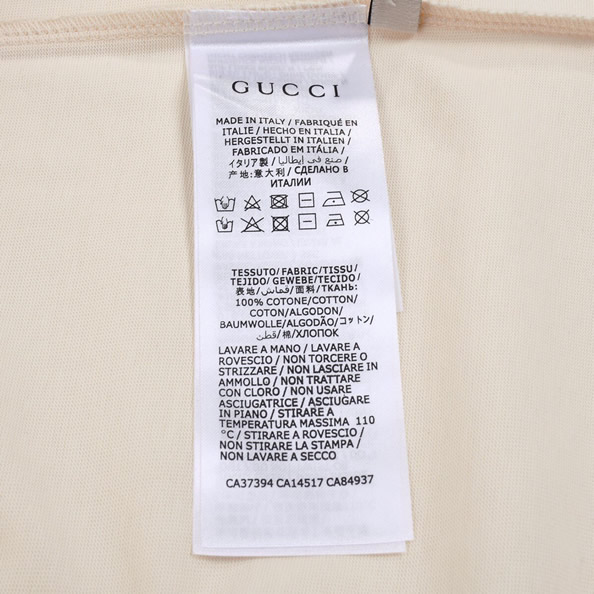 GUCCI
MADE IN ITALY / FABRIQUÉ EN
ITALIE / HECHO EN ITALIA /
HERGESTELLT IN ITALIEN /
FABRICADO EM ITÁLIA /
イタリア製 / صنع في إيطاليا /
产地:意大利 / СДЕЛАНО В
ИТАЛИИ
TESSUTO/ FABRIC/TISSU/
TEJIDO/ GEWEBE/TECIDO/
表地/قماش/面料/ТКАНЬ:
100% COTONE/COTTON/
COTON/ALGODON/
BAUMWOLLE/ALGODÃO/コットン/
قطن/棉/ХЛОПОК
LAVARE A MANO / LAVARE A
ROVESCIO / NON TORCERE O
STRIZZARE / NON LASCIARE IN
AMMOLLO / NON TRATTARE
CON CLORO / NON USARE
ASCIUGATRICE / ASCIUGARE
IN PIANO / STIRARE A
TEMPERATURA MASSIMA 110
°C / STIRARE A ROVESCIO /
NON STIRARE LA STAMPA /
NON LAVARE A SECCO
CA37394 CA14517 CA84937